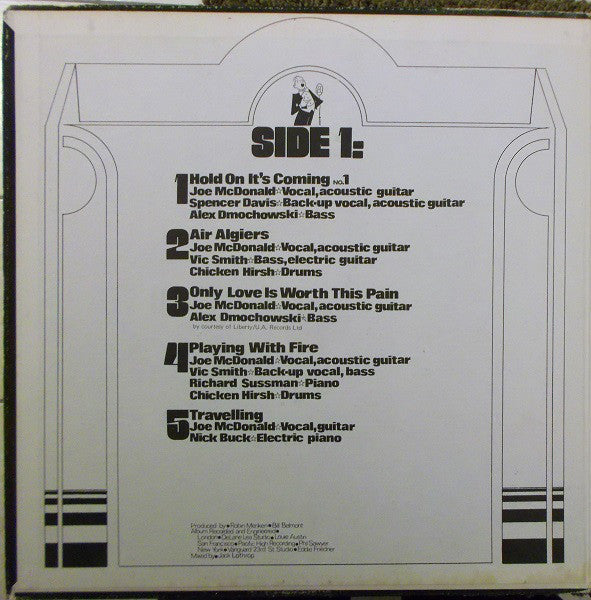 SIDE 1:
1 Hold On It's Coming NO.1
Joe McDonald☆Vocal, acoustic guitar
Spencer Davis☆Back-up vocal, acoustic guitar
Alex Dmochowski☆Bass
2 Air Algiers
Joe McDonald☆Vocal, acoustic guitar
Vic Smith☆Bass, electric guitar
Chicken Hirsh☆Drums
3 Only Love Is Worth This Pain
Joe McDonald☆Vocal, acoustic guitar
Alex Dmochowski☆Bass
by courtesy of Liberty/U.A. Records Ltd
4 Playing With Fire
Joe McDonald☆Vocal, acoustic guitar
Vic Smith☆Back-up vocal, bass
Richard Sussman☆Piano
Chicken Hirsh☆Drums
5 Travelling
Joe McDonald☆Vocal, guitar
Nick Buck☆Electric piano
Produced by●Robin Menken●Bill Belmont
Album Recorded and Engineered●
London●DeLane Lea Studio●Louie Austin
San Francisco●Pacific High Recording●Phil Sawyer
New York●Vanguard 23rd St. Studio●Eddie Friedner
Mixed by●Jack Lothrop